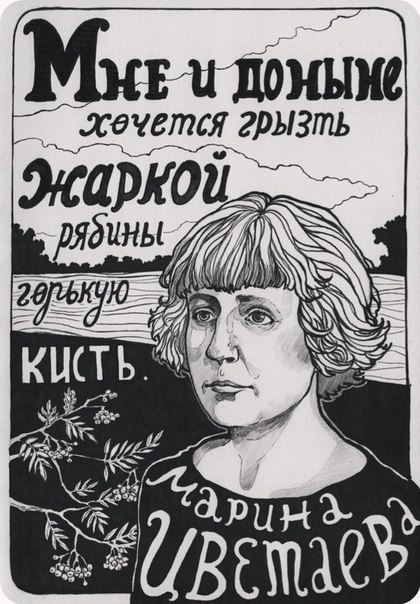 Мне и доныне
хочется грызть
жаркой
рябины
горькую
кисть.
Марина
Цветаева